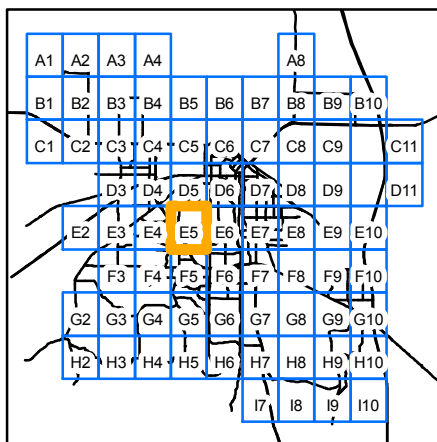 A1 A2 A3 A4 A8
B1 B2 B3 B4 B5 B6 B7 B8 B9 B10
C1 C2 C3 C4 C5 C6 C7 C8 C9 C11
D3 D4 D5 D6 D7 D8 D9 D11
E2 E3 E4 E5 E6 E7 E8 E9 E10
F3 F4 F5 F6 F7 F8 F9 F10
G2 G3 G4 G5 G6 G7 G8 G9 G10
H2 H3 H4 H5 H6 H7 H8 H9 H10
I7 I8 I9 I10